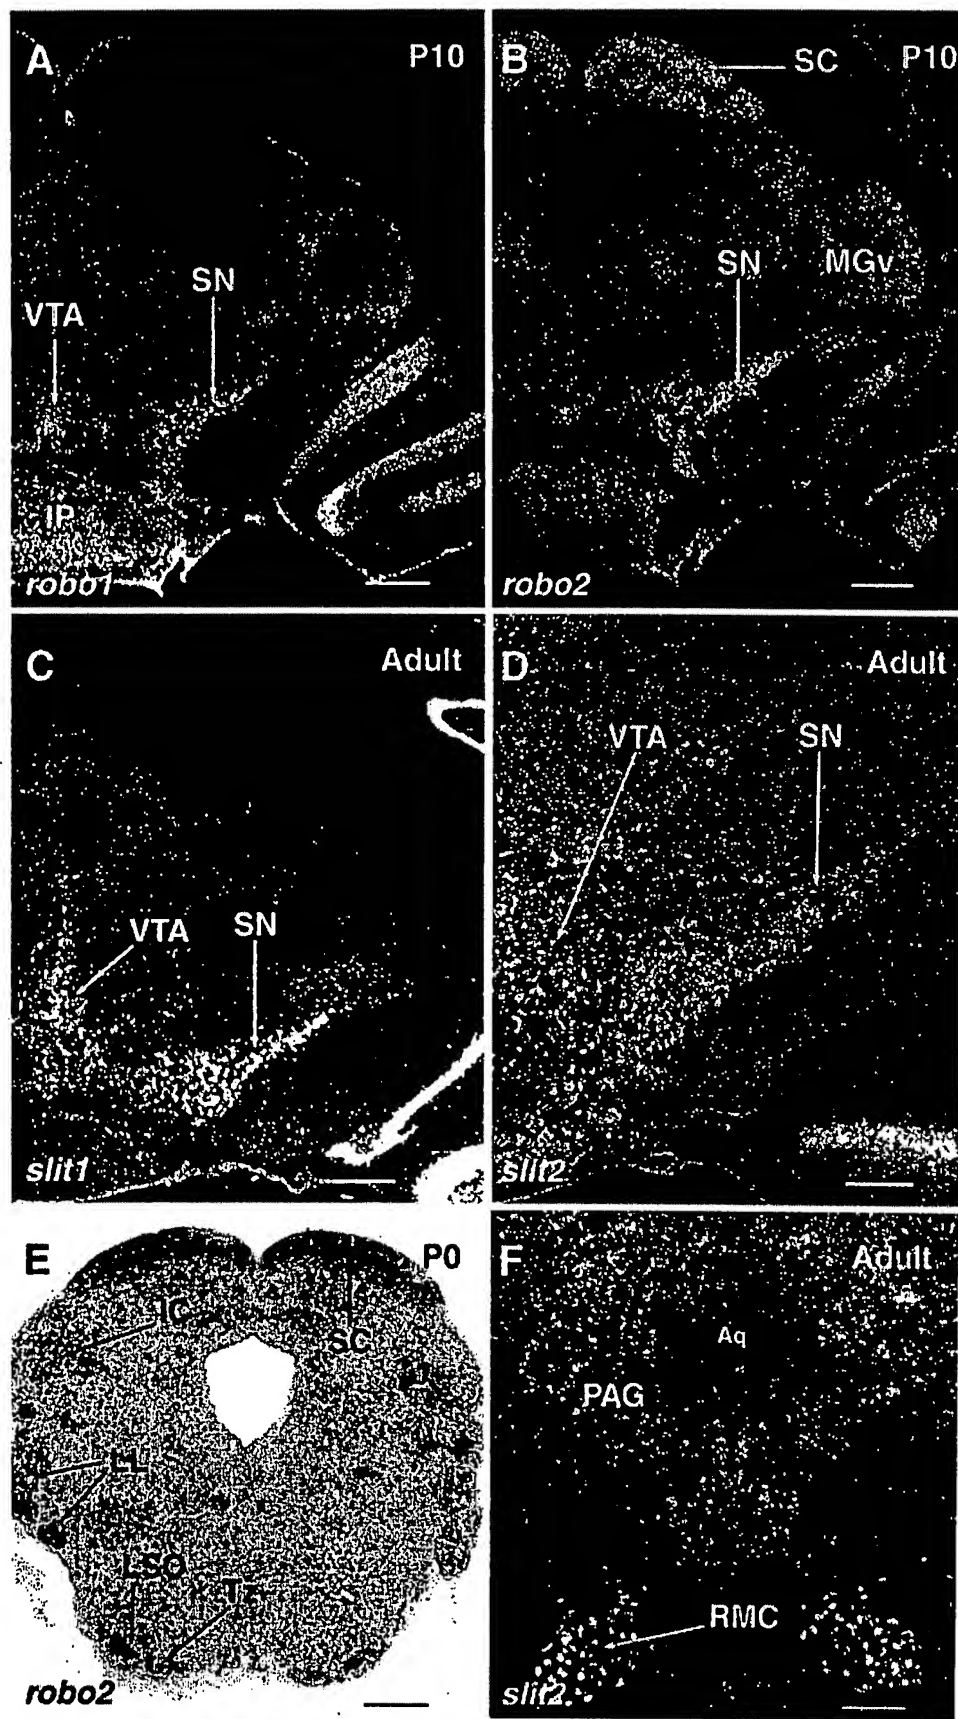 A
P10
SN
VTA
IP
robo1
B
SC
P10
SN
MGv
robo2
C
Adult
VTA
SN
slit1
D
Adult
VTA
SN
slit2
E
P0
IC
SC
LL
LSO
Tz
robo2
F
Adult
Aq
PAG
RMC
slit2